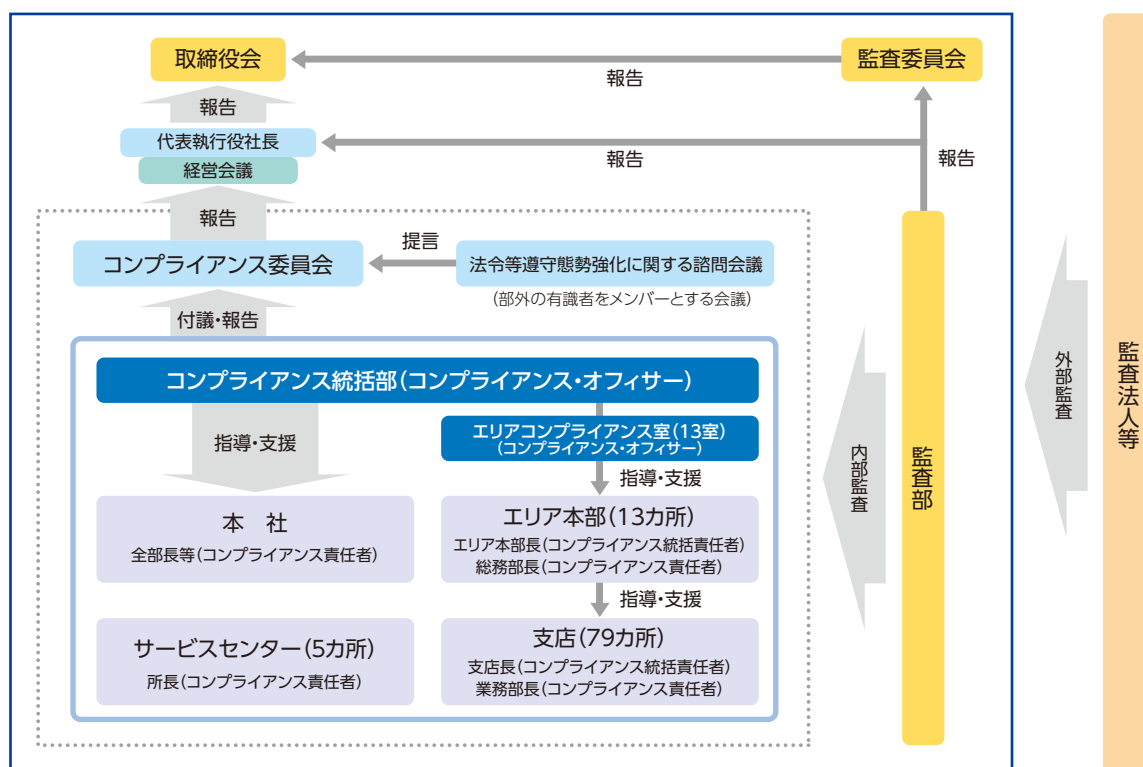 取締役会
監査委員会
報告
報告
代表執行役社長
経営会議
報告
報告
報告
コンプライアンス委員会
提言
法令等遵守態勢強化に関する諮問会議
(部外の有識者をメンバーとする会議)
付議・報告
コンプライアンス統括部(コンプライアンス・オフィサー)
指導・支援
エリアコンプライアンス室(13室)
(コンプライアンス・オフィサー)
指導・支援
本 社
全部長等(コンプライアンス責任者)
エリア本部(13カ所)
エリア本部長(コンプライアンス統括責任者)
総務部長(コンプライアンス責任者)
指導・支援
サービスセンター(5カ所)
所長(コンプライアンス責任者)
支店(79カ所)
支店長(コンプライアンス統括責任者)
業務部長(コンプライアンス責任者)
内部監査
監査部
外部監査
監査法人等